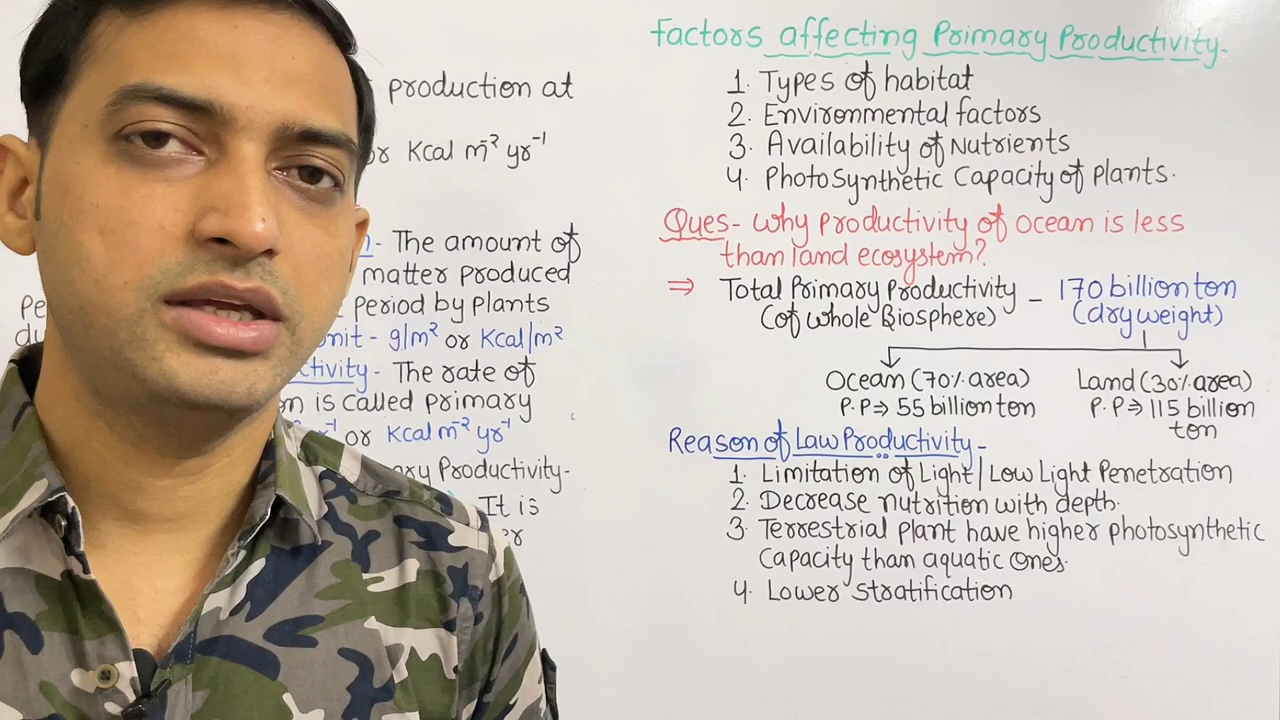 production at
Kcal m⁻² yr⁻¹
- The amount of
matter produced
period by plants
- g/m² or Kcal/m²
- The rate of
is called primary
or Kcal m⁻² yr⁻¹
Productivity-
It is
Factors affecting Primary Productivity-
1. Types of habitat
2. Environmental factors
3. Availability of Nutrients
4. Photosynthetic Capacity of Plants.
Ques- why productivity of ocean is less
than land ecosystem?
⇒ Total Primary Productivity - 170 billion ton
(of whole Biosphere) (dry weight)
Ocean (70% area) Land (30% area)
P.P ⇒ 55 billion ton P.P ⇒ 115 billion
ton
Reason of Law Productivity-
1. Limitation of Light / Low Light Penetration
2. Decrease nutrition with depth.
3 Terrestrial plant have higher photosynthetic
Capacity than aquatic ones.
4. Lower Stratification